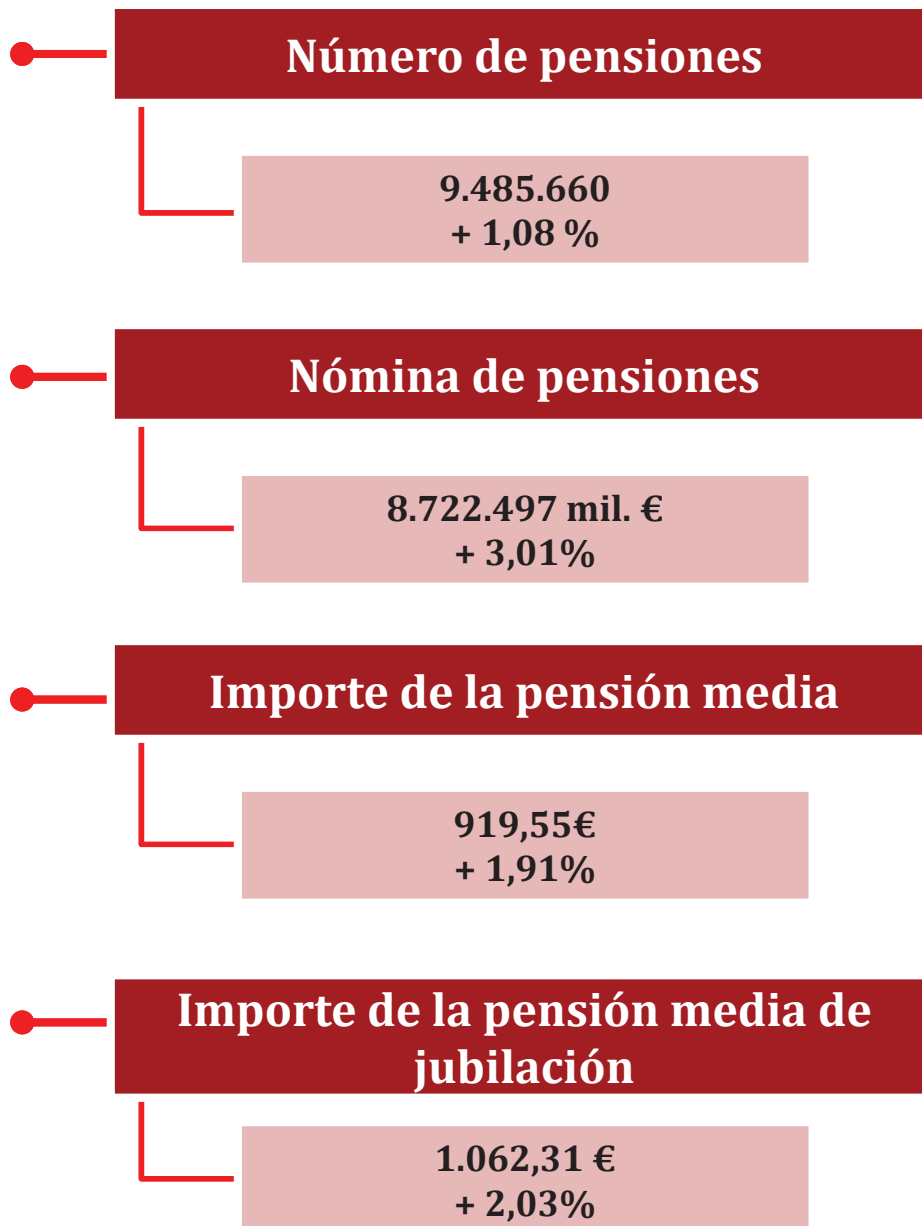 Número de pensiones
9.485.660
+ 1,08 %
Nómina de pensiones
8.722.497 mil. €
+ 3,01%
Importe de la pensión media
919,55€
+ 1,91%
Importe de la pensión media de
jubilación
1.062,31 €
+ 2,03%